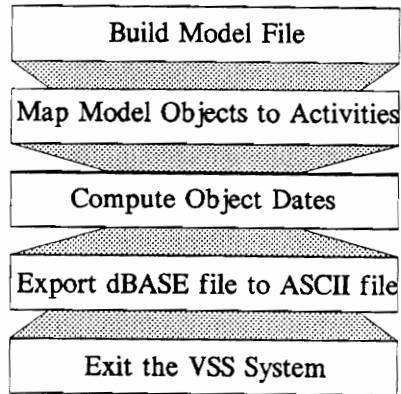 Build Model File
Map Model Objects to Activities
Compute Object Dates
Export dBASE file to ASCII file
Exit the VSS System